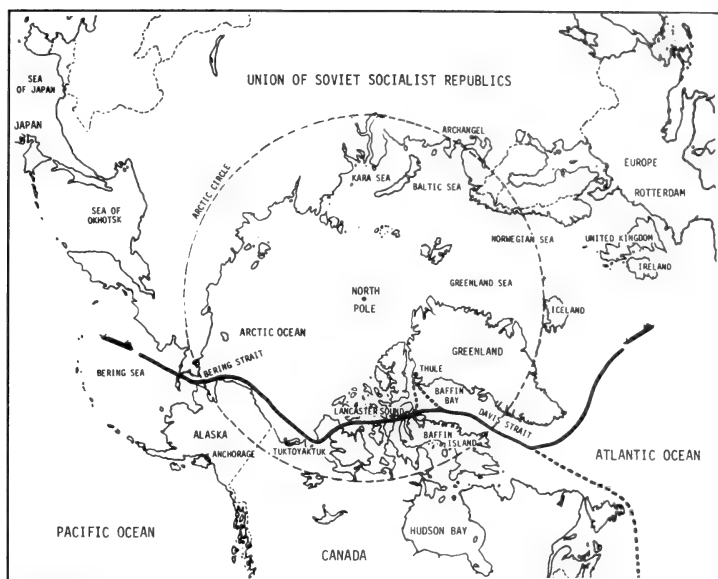 UNION OF SOVIET SOCIALIST REPUBLICS
SEA
OF JAPAN
JAPAN
ARCHANGEL
ARCTIC CIRCLE
KARA SEA
BALTIC SEA
EUROPE
ROTTERDAM
SEA OF
OKHOTSK
NORWEGIAN SEA
UNITED KINGDOM
IRELAND
GREENLAND SEA
NORTH
POLE
ICELAND
ARCTIC OCEAN
GREENLAND
BERING SEA
BERING STRAIT
THULE
BAFFIN
BAY
LANCASTER SOUND
DAVIS STRAIT
ALASKA
BAFFIN
ISLAND
TUKTOYAKTUK
ANCHORAGE
ATLANTIC OCEAN
PACIFIC OCEAN
HUDSON BAY
CANADA